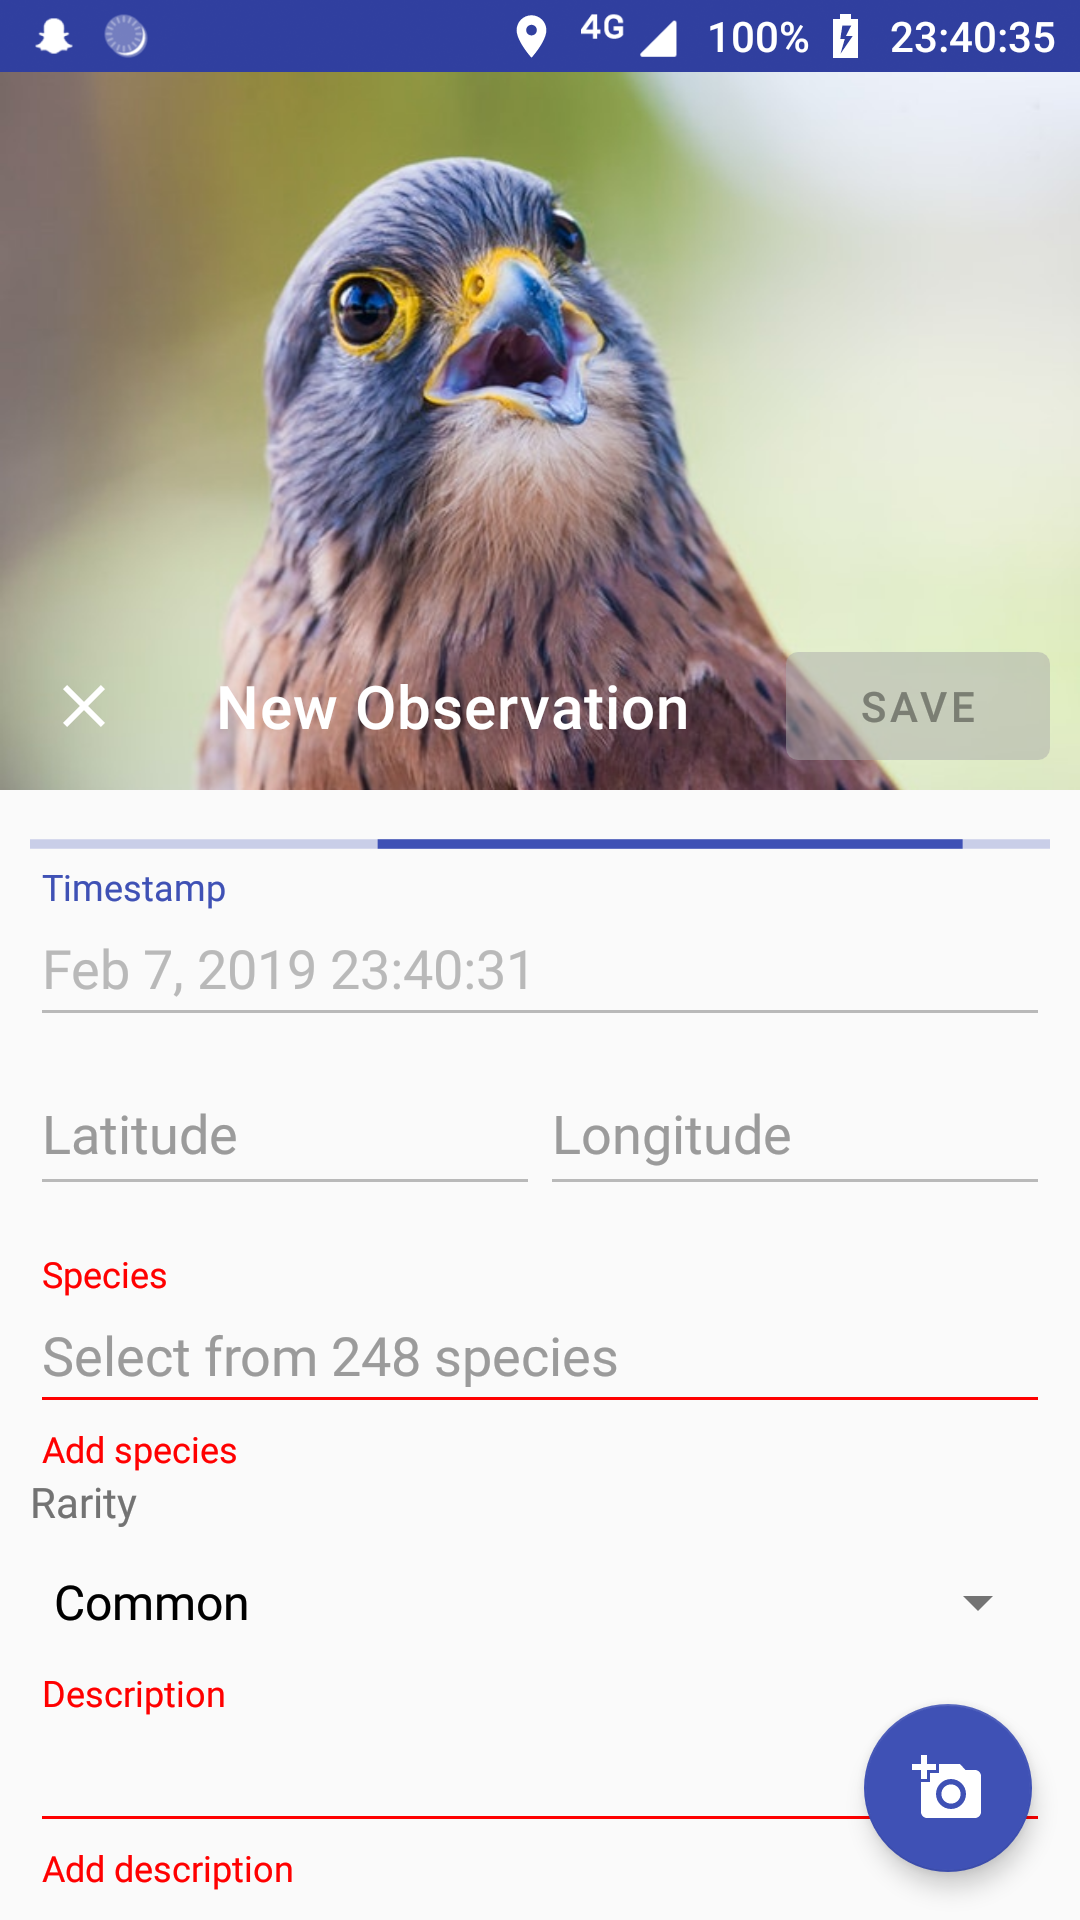 4G 100% 23:40:35
New Observation SAVE
Timestamp
Feb 7, 2019 23:40:31
Latitude Longitude
Species
Select from 248 species
Add species
Rarity
Common
Description
Add description